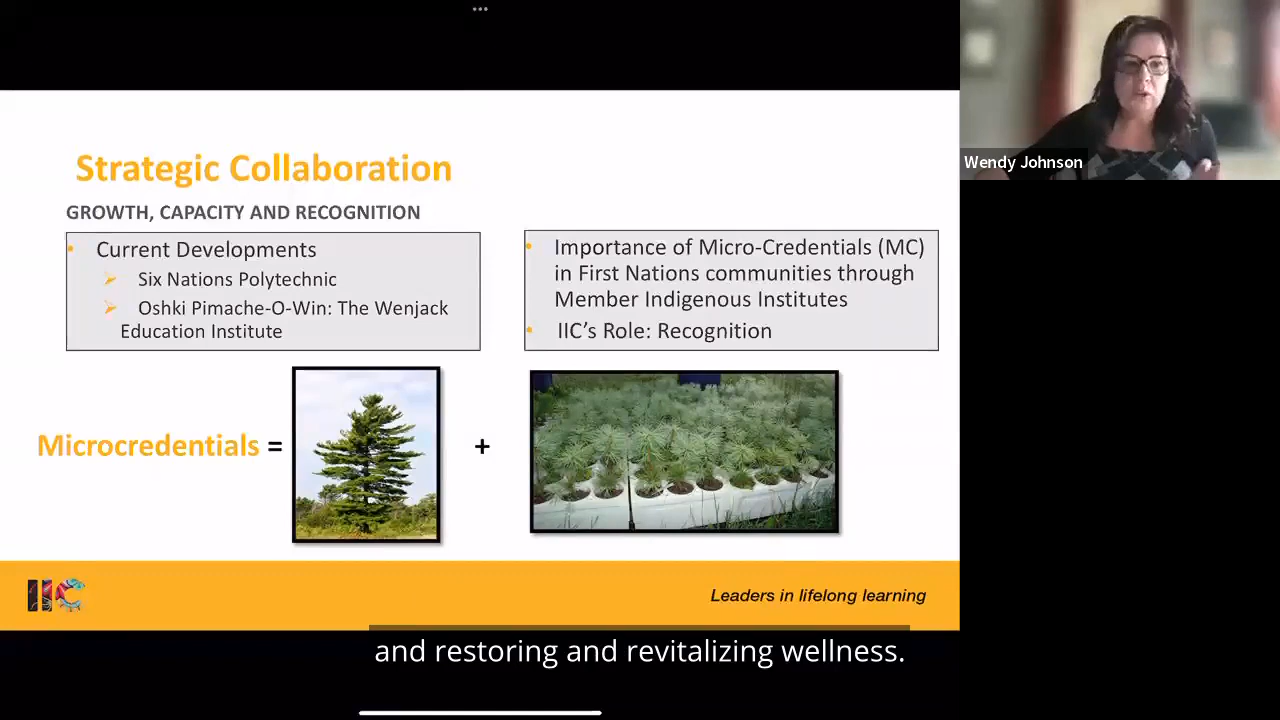 Wendy Johnson
Strategic Collaboration
GROWTH, CAPACITY AND RECOGNITION
• Current Developments
➢ Six Nations Polytechnic
➢ Oshki Pimache-O-Win: The Wenjack
Education Institute
• Importance of Micro-Credentials (MC)
in First Nations communities through
Member Indigenous Institutes
• IIC’s Role: Recognition
Microcredentials =
+
IIC
Leaders in lifelong learning
and restoring and revitalizing wellness.